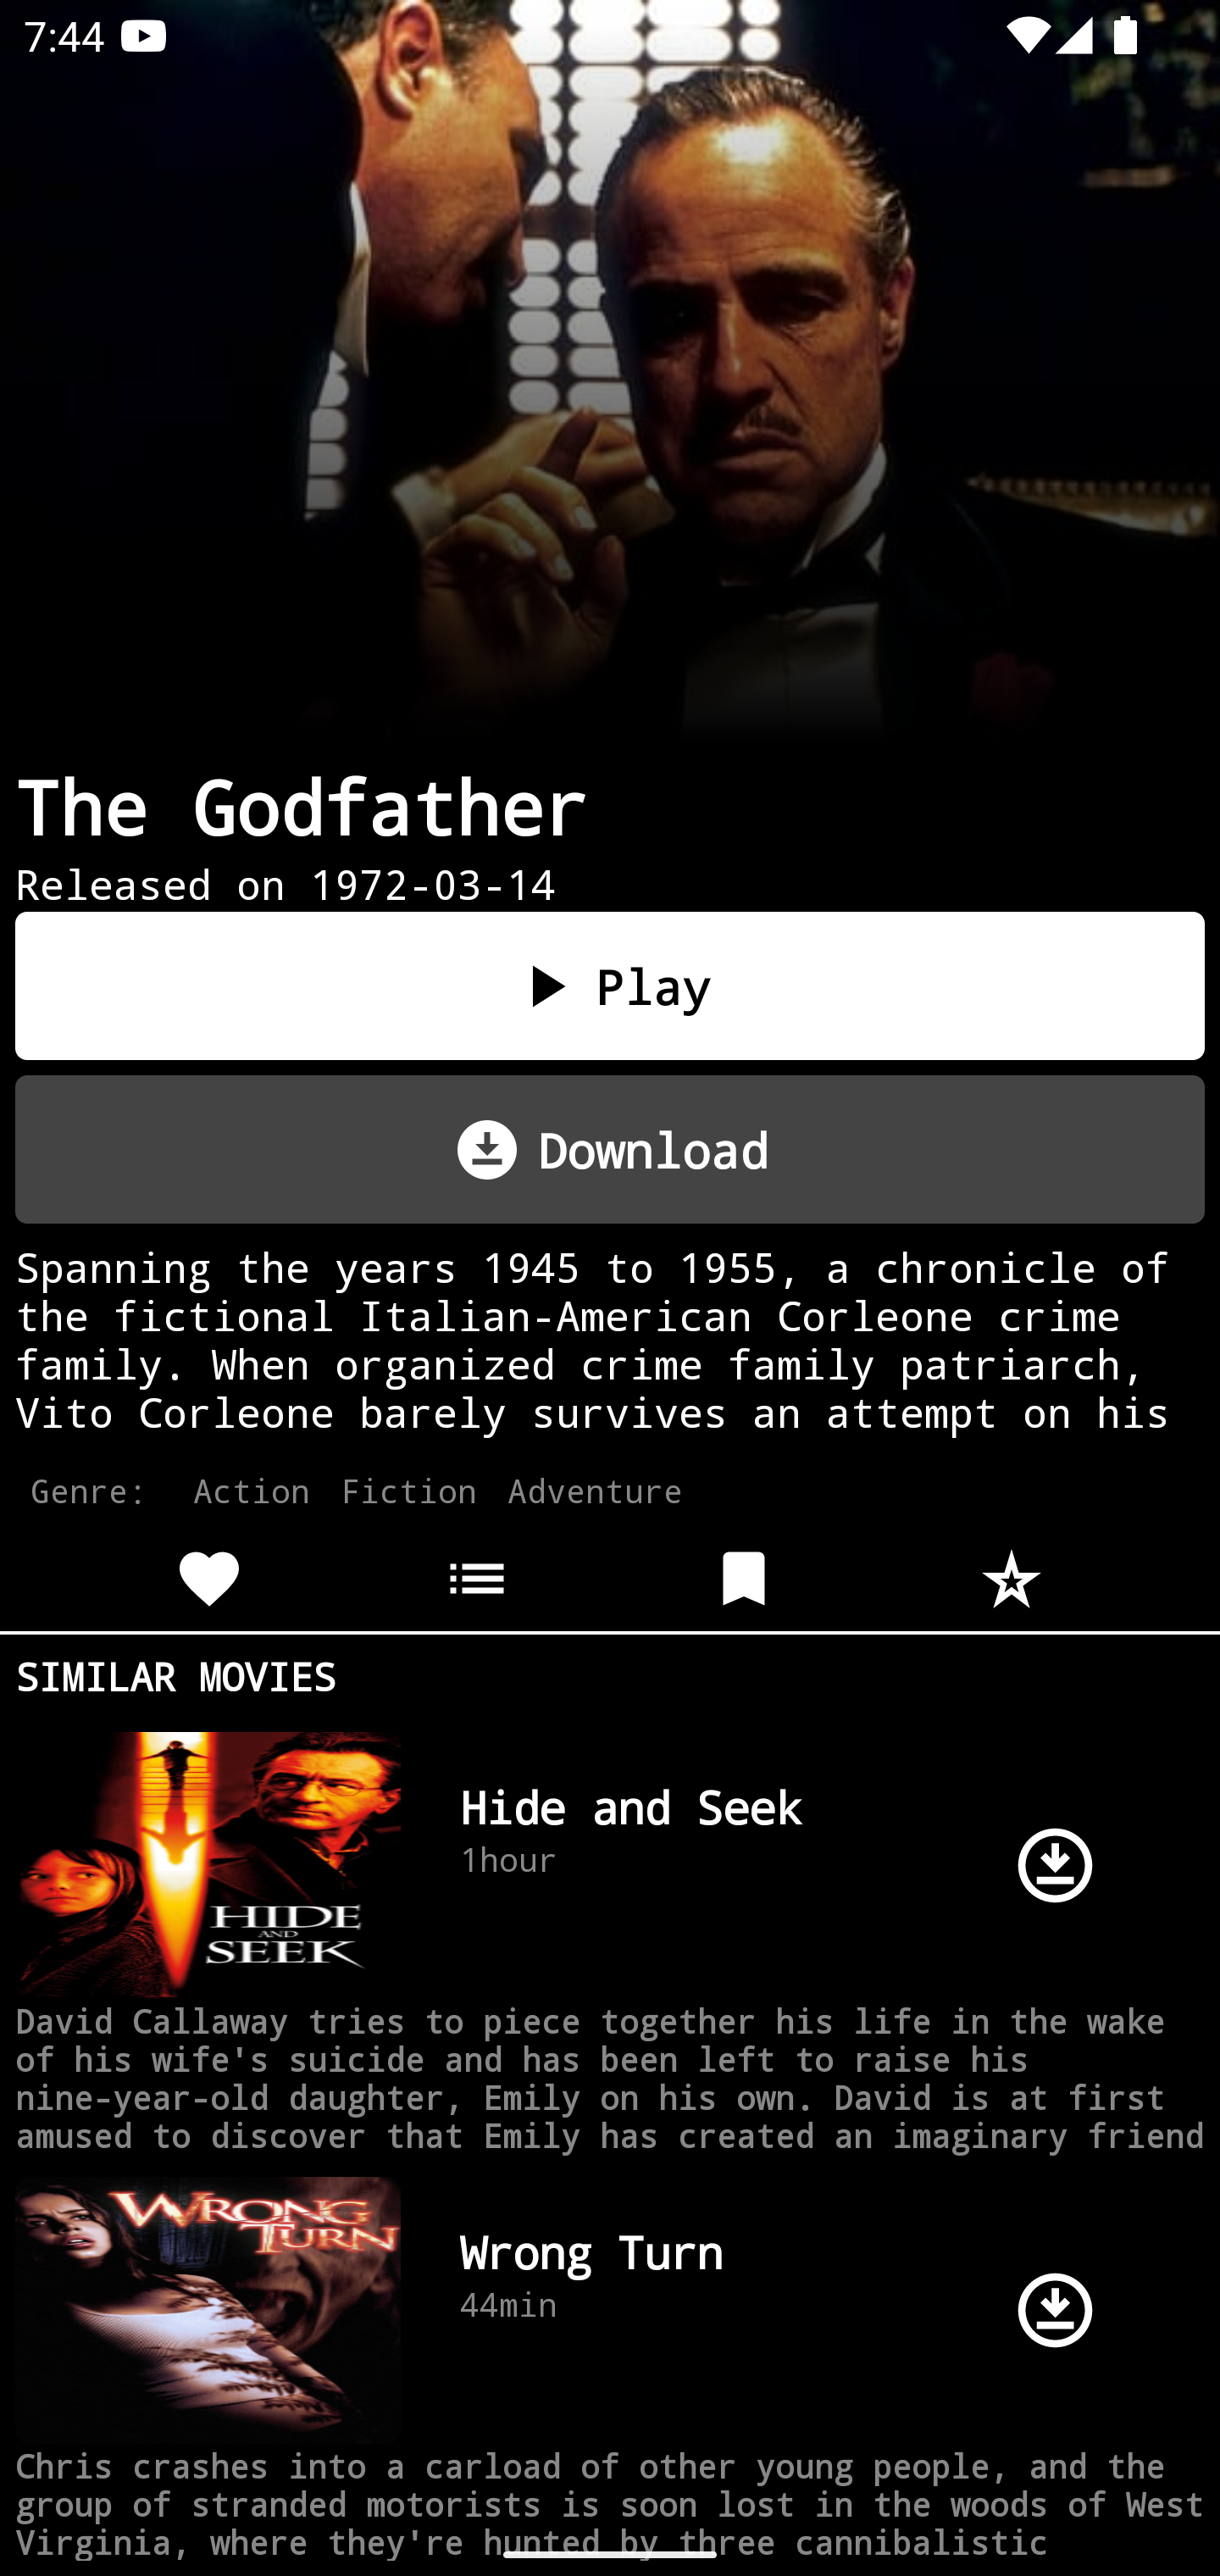 7:44
The Godfather
Released on 1972-03-14
Play
Download
Spanning the years 1945 to 1955, a chronicle of
the fictional Italian-American Corleone crime
family. When organized crime family patriarch,
Vito Corleone barely survives an attempt on his
Genre: Action Fiction Adventure
SIMILAR MOVIES
HIDE
AND
SEEK
Hide and Seek
1hour
David Callaway tries to piece together his life in the wake
of his wife's suicide and has been left to raise his
nine-year-old daughter, Emily on his own. David is at first
amused to discover that Emily has created an imaginary friend
WRONG
TURN
Wrong Turn
44min
Chris crashes into a carload of other young people, and the
group of stranded motorists is soon lost in the woods of West
Virginia, where they're hunted by three cannibalistic